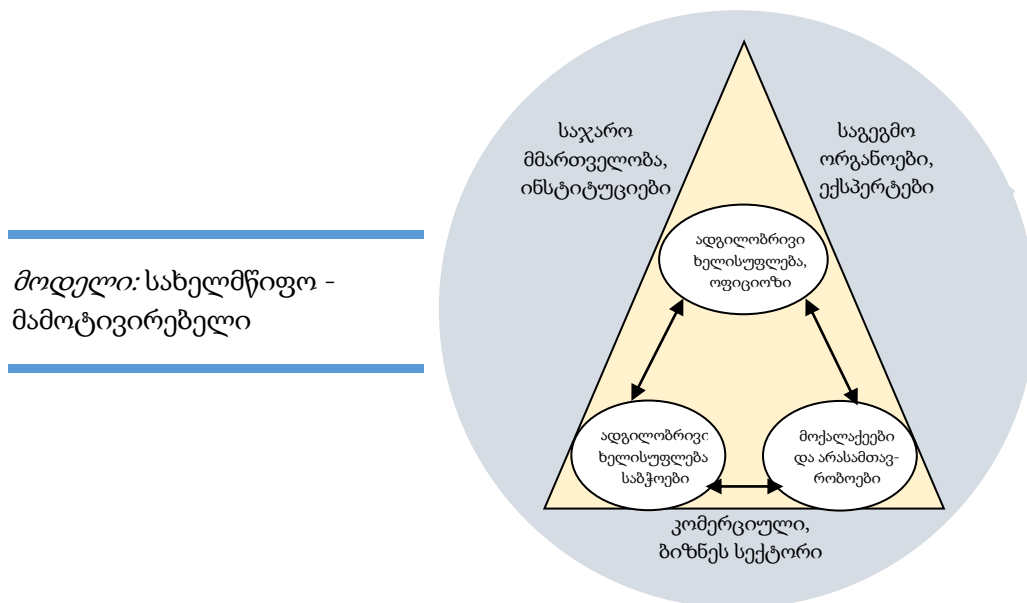 მოდელი: სახელმწიფო -
მამოტივირებელი
საჯარო
მმართველობა,
ინსტიტუციები
საგეგმო
ორგანოები,
ექსპერტები
ადგილობრივი
ხელისუფლება,
ოფიციოზი
ადგილობრივი
ხელისუფლება
საბჭოები
მოქალაქეები
და არასამთავ-
რობოები
კომერციული,
ბიზნეს სექტორი